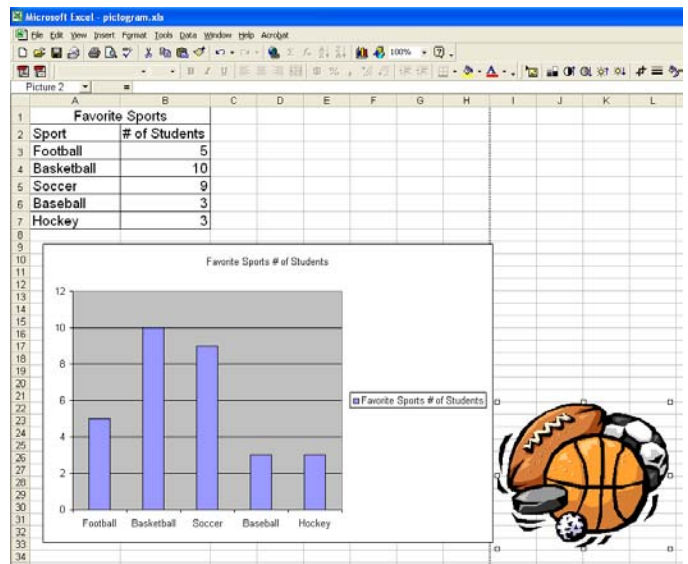 Microsoft Excel - pictogram.xls
File Edit View Insert Format Tools Data Window Help Acrobat
100%
Picture 2 =
A B C D E F G H I J K L
1 Favorite Sports
2 Sport # of Students
3 Football 5
4 Basketball 10
5 Soccer 9
6 Baseball 3
7 Hockey 3
8
9
10
11
12
13
14
15
16
17
18
19
20
21
22
23
24
25
26
27
28
29
30
31
32
33
34
Favorite Sports # of Students
12
10
8
6
4
2
0
Football Basketball Soccer Baseball Hockey
Favorite Sports # of Students